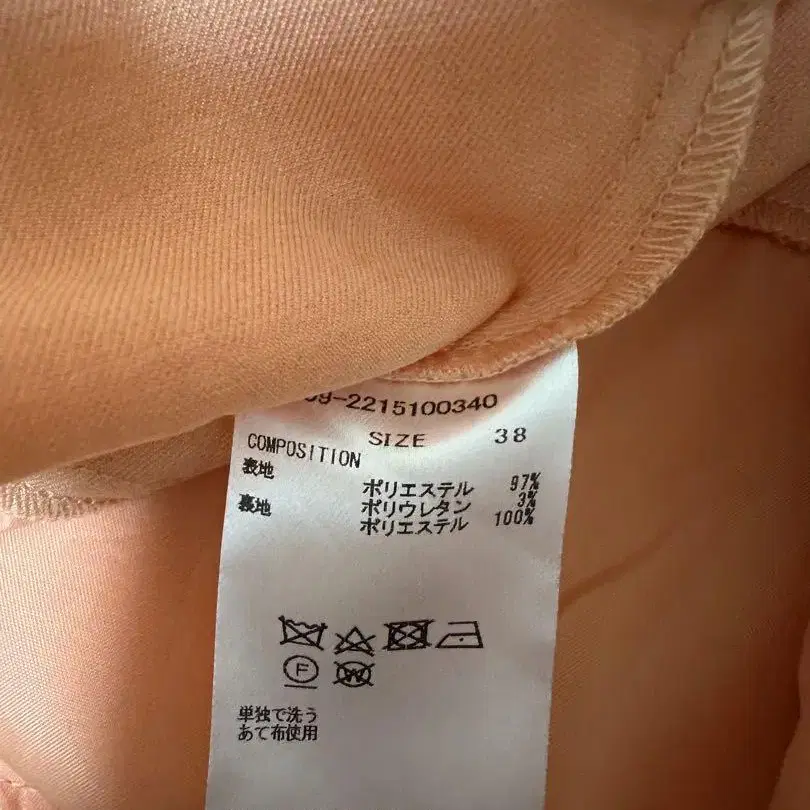 9-2215100340
SIZE 38
COMPOSITION
表地 ポリエステル 97%
ポリウレタン 3%
裏地 ポリエステル 100%
F
W
単独で洗う
あて布使用